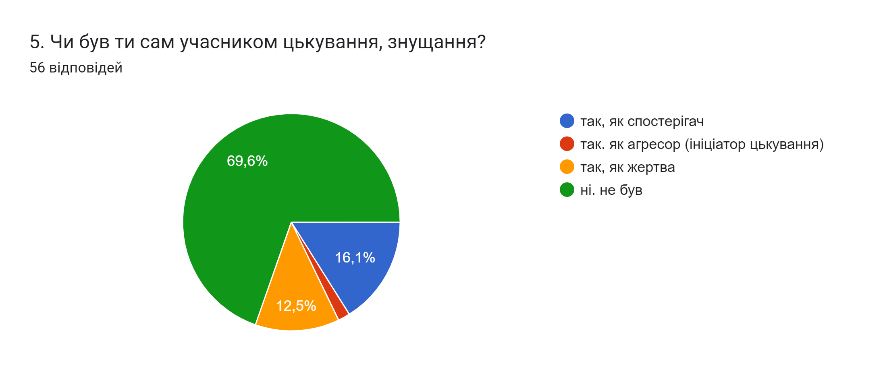 5. Чи був ти сам учасником цькування, знущання?
56 відповідей
так, як спостерігач
так. як агресор (ініціатор цькування)
так, як жертва
ні. не був
69,6%
16,1%
12,5%